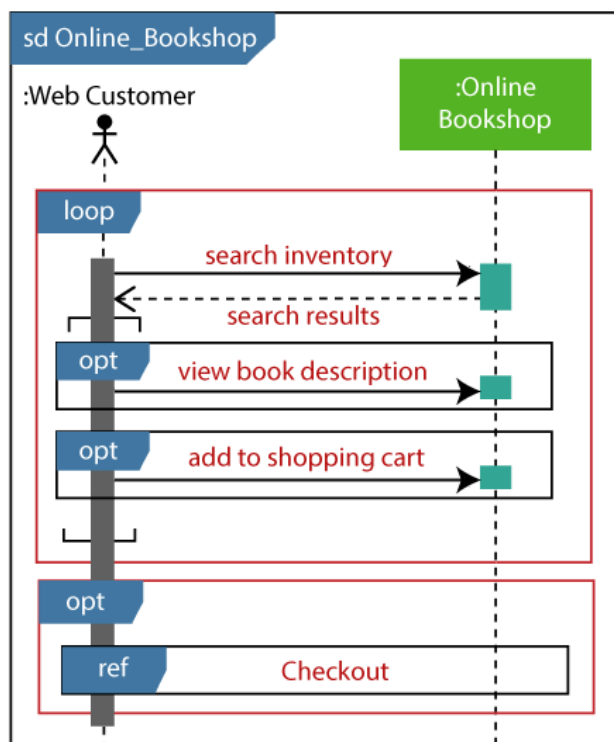 sd Online_Bookshop
:Web Customer
:Online
Bookshop
loop
search inventory
search results
opt
view book description
opt
add to shopping cart
opt
ref
Checkout